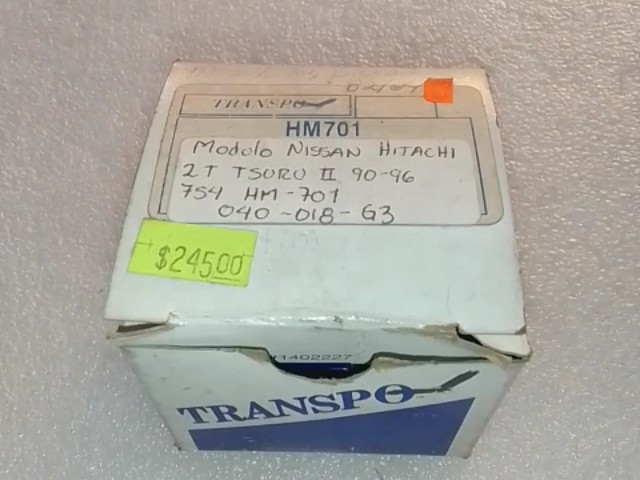 TRANSPO
HM701
Modulo NISSAN HITACHI
2T TSURU II 90-96
754 HM-701
040-018-G3
$245.00
11402227
TRANSPO